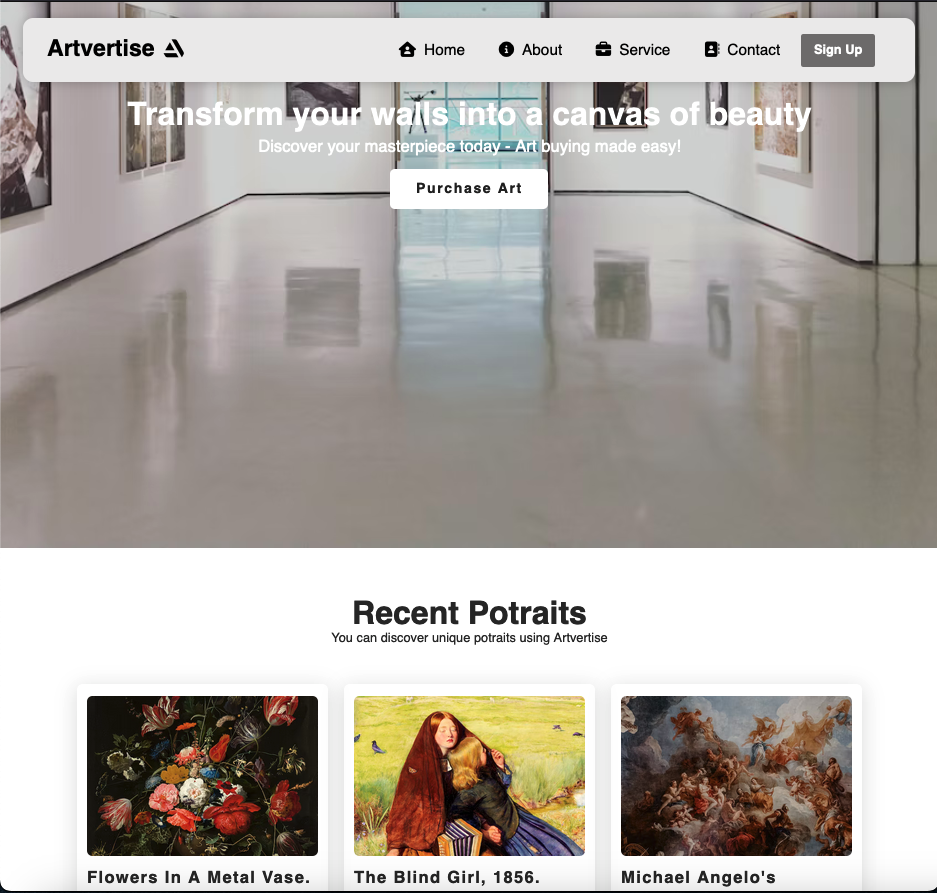 Artvertise
Home About Service Contact Sign Up
Transform your walls into a canvas of beauty
Discover your masterpiece today - Art buying made easy!
Purchase Art
Recent Potraits
You can discover unique potraits using Artvertise
Flowers In A Metal Vase.
The Blind Girl, 1856.
Michael Angelo's